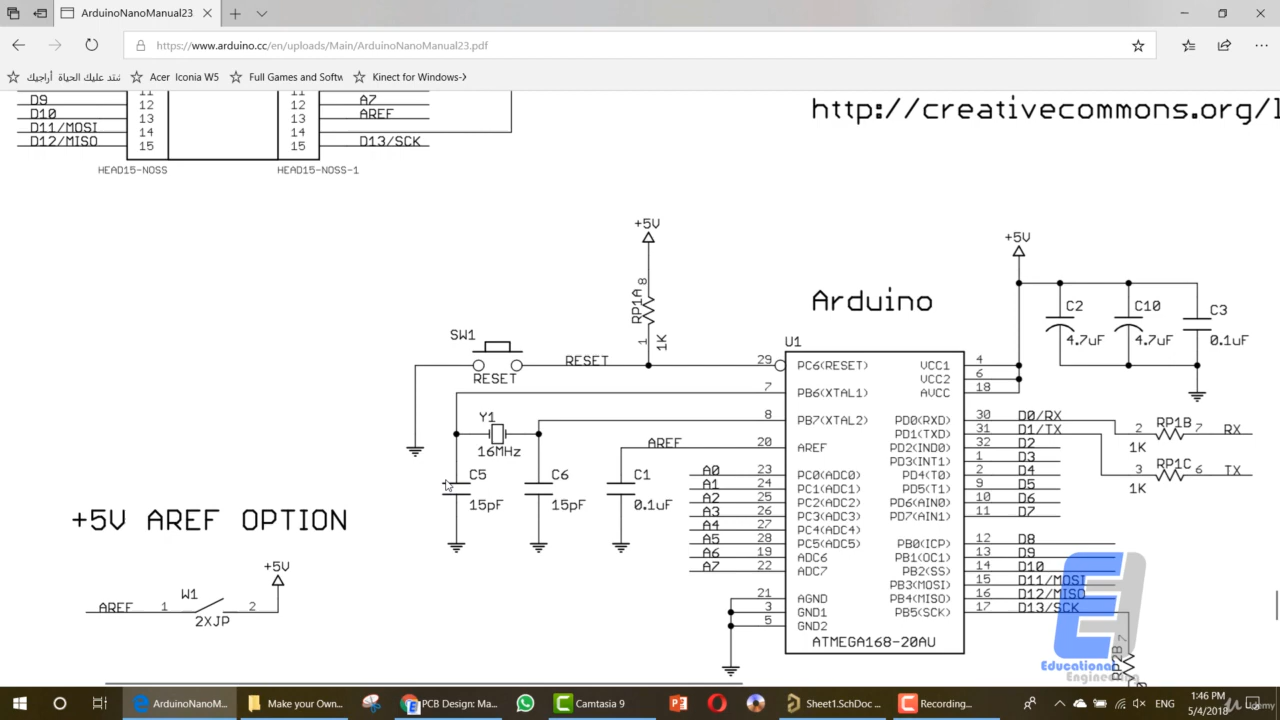 ArduinoNanoManual23
https://www.arduino.cc/en/uploads/Main/ArduinoNanoManual23.pdf
شتد عليك الحياة أراجيك Acer Iconia W5 Full Games and Softw Kinect for Windows->
http://creativecommons.org/l
D9 12 12 A7
D10 13 13 AREF
D11/MOSI 14 14
D12/MISO 15 15 D13/SCK
HEAD15-NOSS HEAD15-NOSS-1
+5V
+5V
RP1A 8
1 1K
Arduino
C2 4.7uF
C10 4.7uF
C3 0.1uF
SW1
RESET
RESET
U1
29 PC6(RESET) VCC1 4
7 PB6(XTAL1) VCC2 6
AVCC 18
8 PB7(XTAL2) PD0(RXD) 30 D0/RX
PD1(TXD) 31 D1/TX
20 AREF PD2(IND0) 32 D2
PD3(INT1) 1 D3
A0 23 PC0(ADC0) PD4(T0) 2 D4
A1 24 PC1(ADC1) PD5(T1) 9 D5
A2 25 PC2(ADC2) PD6(AIN0) 10 D6
A3 26 PC3(ADC3) PD7(AIN1) 11 D7
A4 27 PC4(ADC4)
A5 28 PC5(ADC5) PB0(ICP) 12 D8
A6 19 ADC6 PB1(OC1) 13 D9
A7 22 ADC7 PB2(SS) 14 D10
PB3(MOSI) 15 D11/MOSI
21 AGND PB4(MISO) 16 D12/MISO
3 GND1 PB5(SCK) 17 D13/SCK
5 GND2
ATMEGA168-20AU
Y1
16MHz
AREF
C5 15pF
C6 15pF
C1 0.1uF
2 RP1B 7 RX
1K
3 RP1C 6 TX
1K
RP2B 7
+5V AREF OPTION
+5V
AREF 1 W1 2
2XJP
Educational
Engineering
ArduinoNanoM... Make your Own... PCB Design: Ma... Camtasia 9 Sheet1.SchDoc ... Recording...
1:46 PM
5/4/2018
Udemy